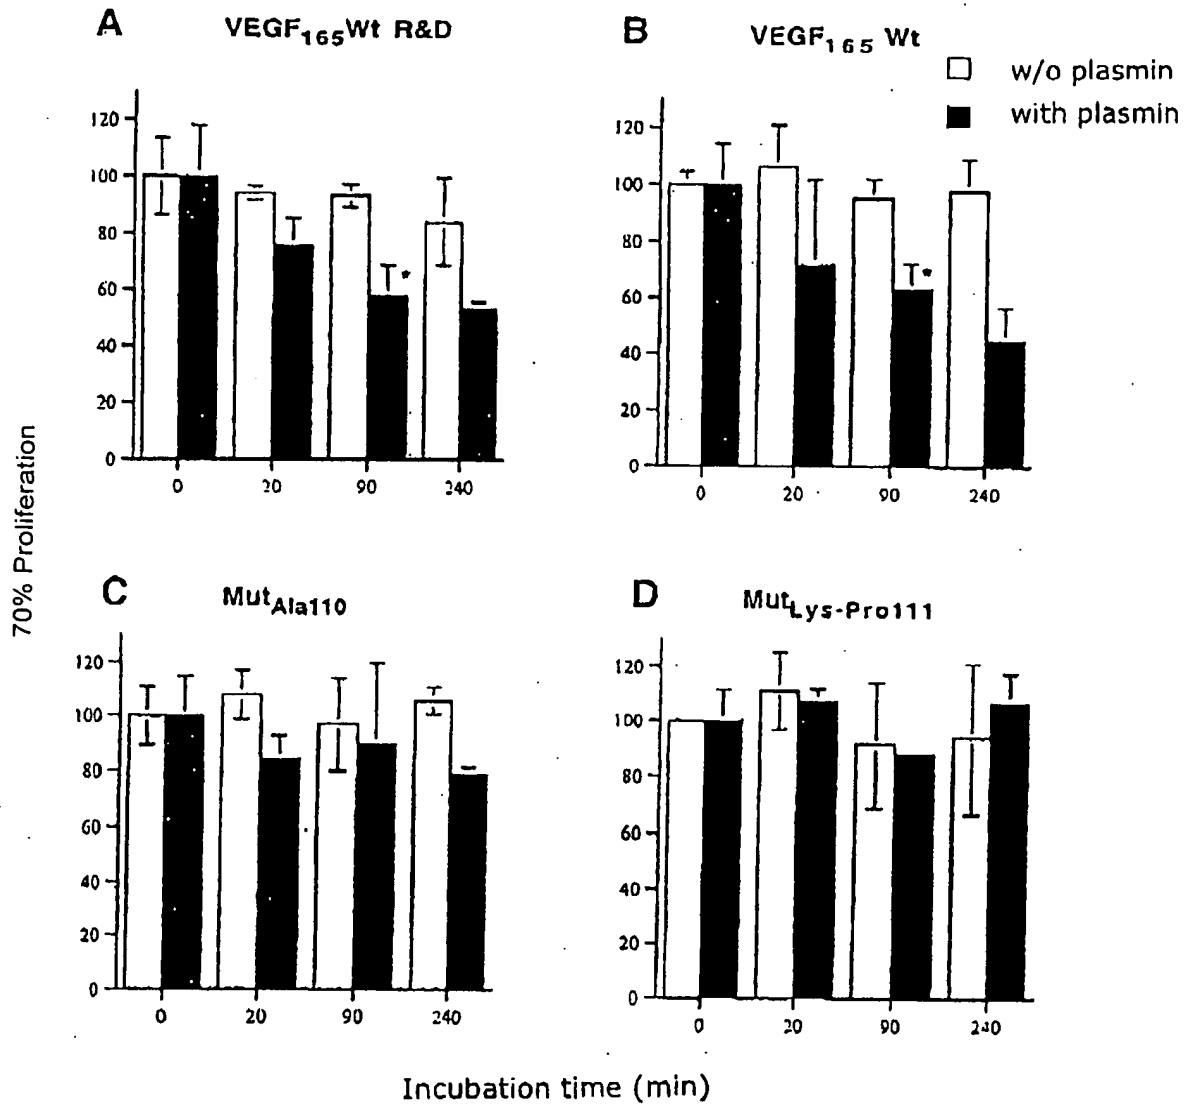 A
VEGF165Wt R&D
B
VEGF165 Wt
w/o plasmin
with plasmin
120
100
80
60
40
20
0
*
0 20 90 240
120
100
80
60
40
20
0
*
0 20 90 240
70% Proliferation
C
MutAla110
D
MutLys-Pro111
120
100
80
60
40
20
0
0 20 90 240
120
100
80
60
40
20
0
0 20 90 240
Incubation time (min)